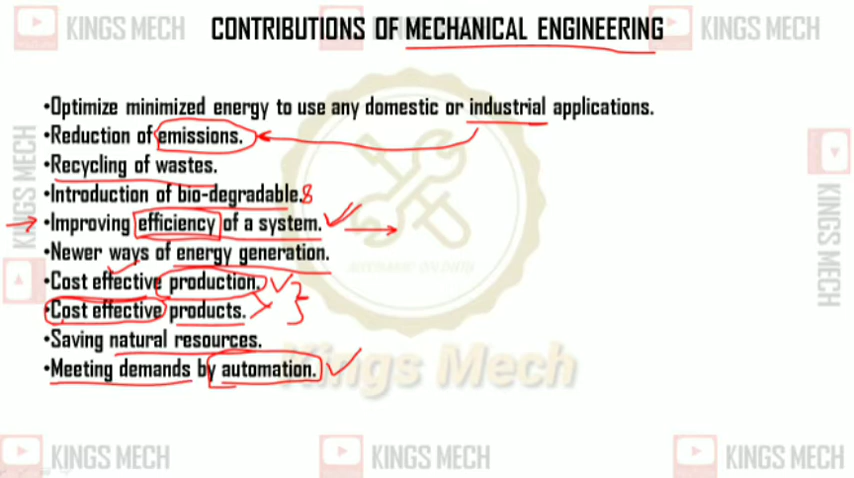 KINGS MECH
KINGS MECH
KINGS MECH
CONTRIBUTIONS OF MECHANICAL ENGINEERING
•Optimize minimized energy to use any domestic or industrial applications.
•Reduction of emissions.
•Recycling of wastes.
•Introduction of bio-degradable.
•Improving efficiency of a system.
•Newer ways of energy generation.
•Cost effective production.
•Cost effective products.
•Saving natural resources.
•Meeting demands by automation.
KINGS MECH
KINGS MECH
Kings Mech
KINGS MECH
KINGS MECH
KINGS MECH